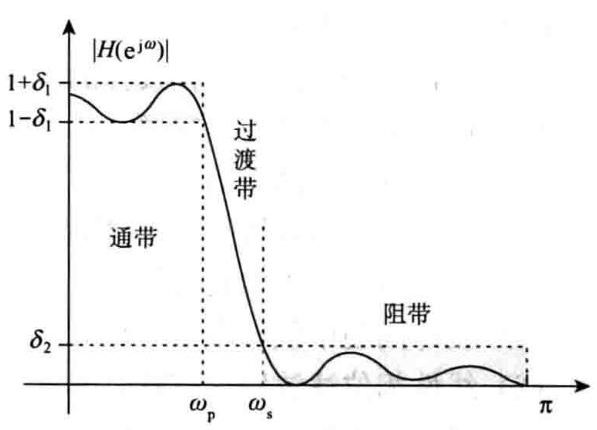 |H(e^{jω})|
1+δ₁
1−δ₁
过
渡
带
通带
阻带
δ₂
ω_p
ω_s
π